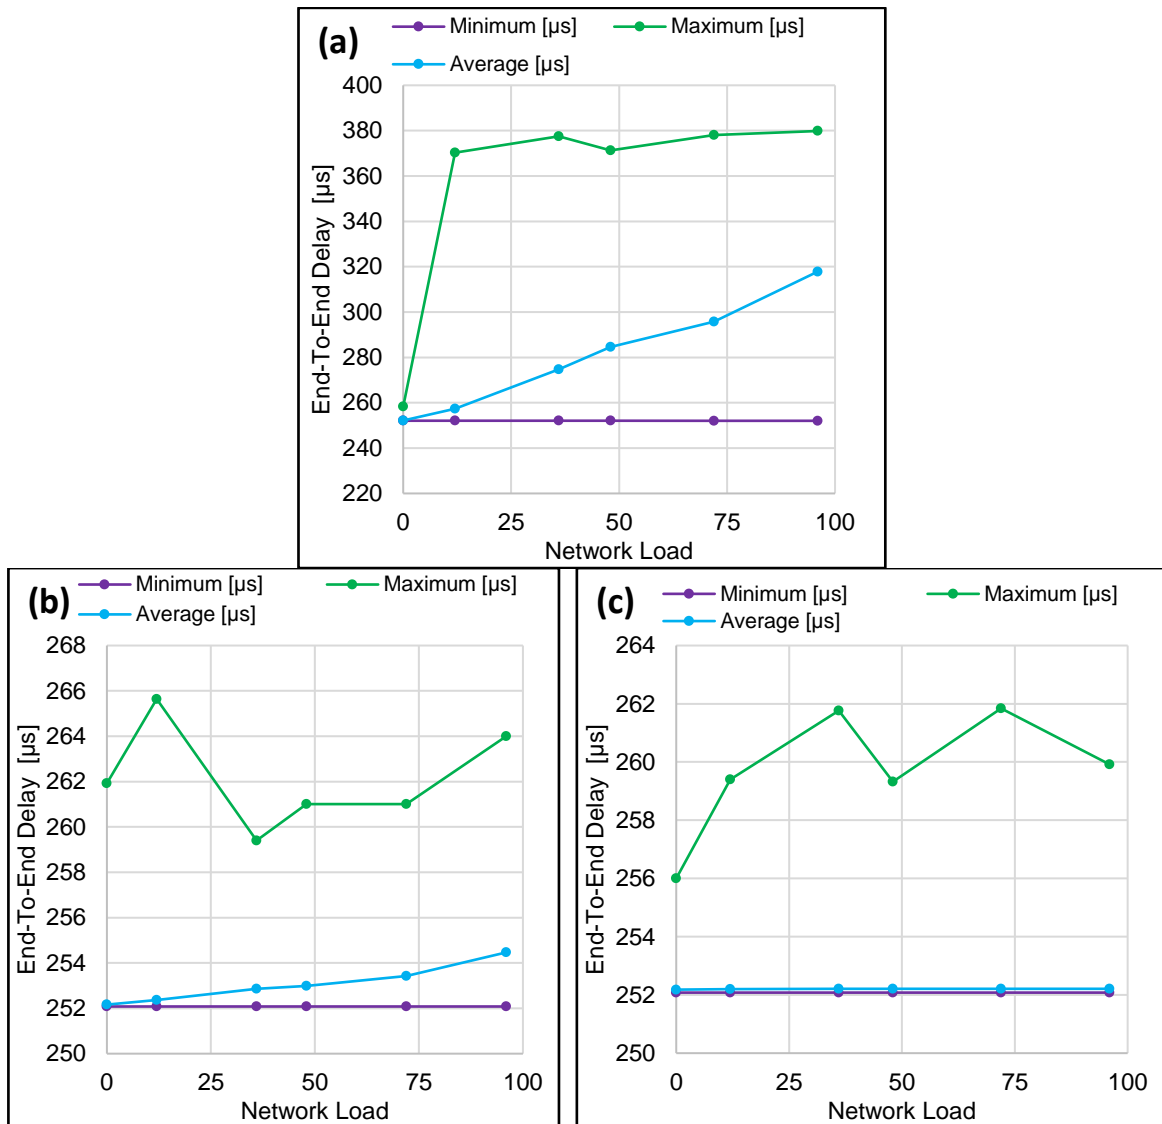 (a)
Minimum [µs] Maximum [µs]
Average [µs]
400
380
360
340
320
300
280
260
240
220
End-To-End Delay [µs]
0 25 50 75 100
Network Load
(b)
Minimum [µs] Maximum [µs]
Average [µs]
268
266
264
262
260
258
256
254
252
250
End-To-End Delay [µs]
0 25 50 75 100
Network Load
(c)
Minimum [µs] Maximum [µs]
Average [µs]
264
262
260
258
256
254
252
250
End-To-End Delay [µs]
0 25 50 75 100
Network Load